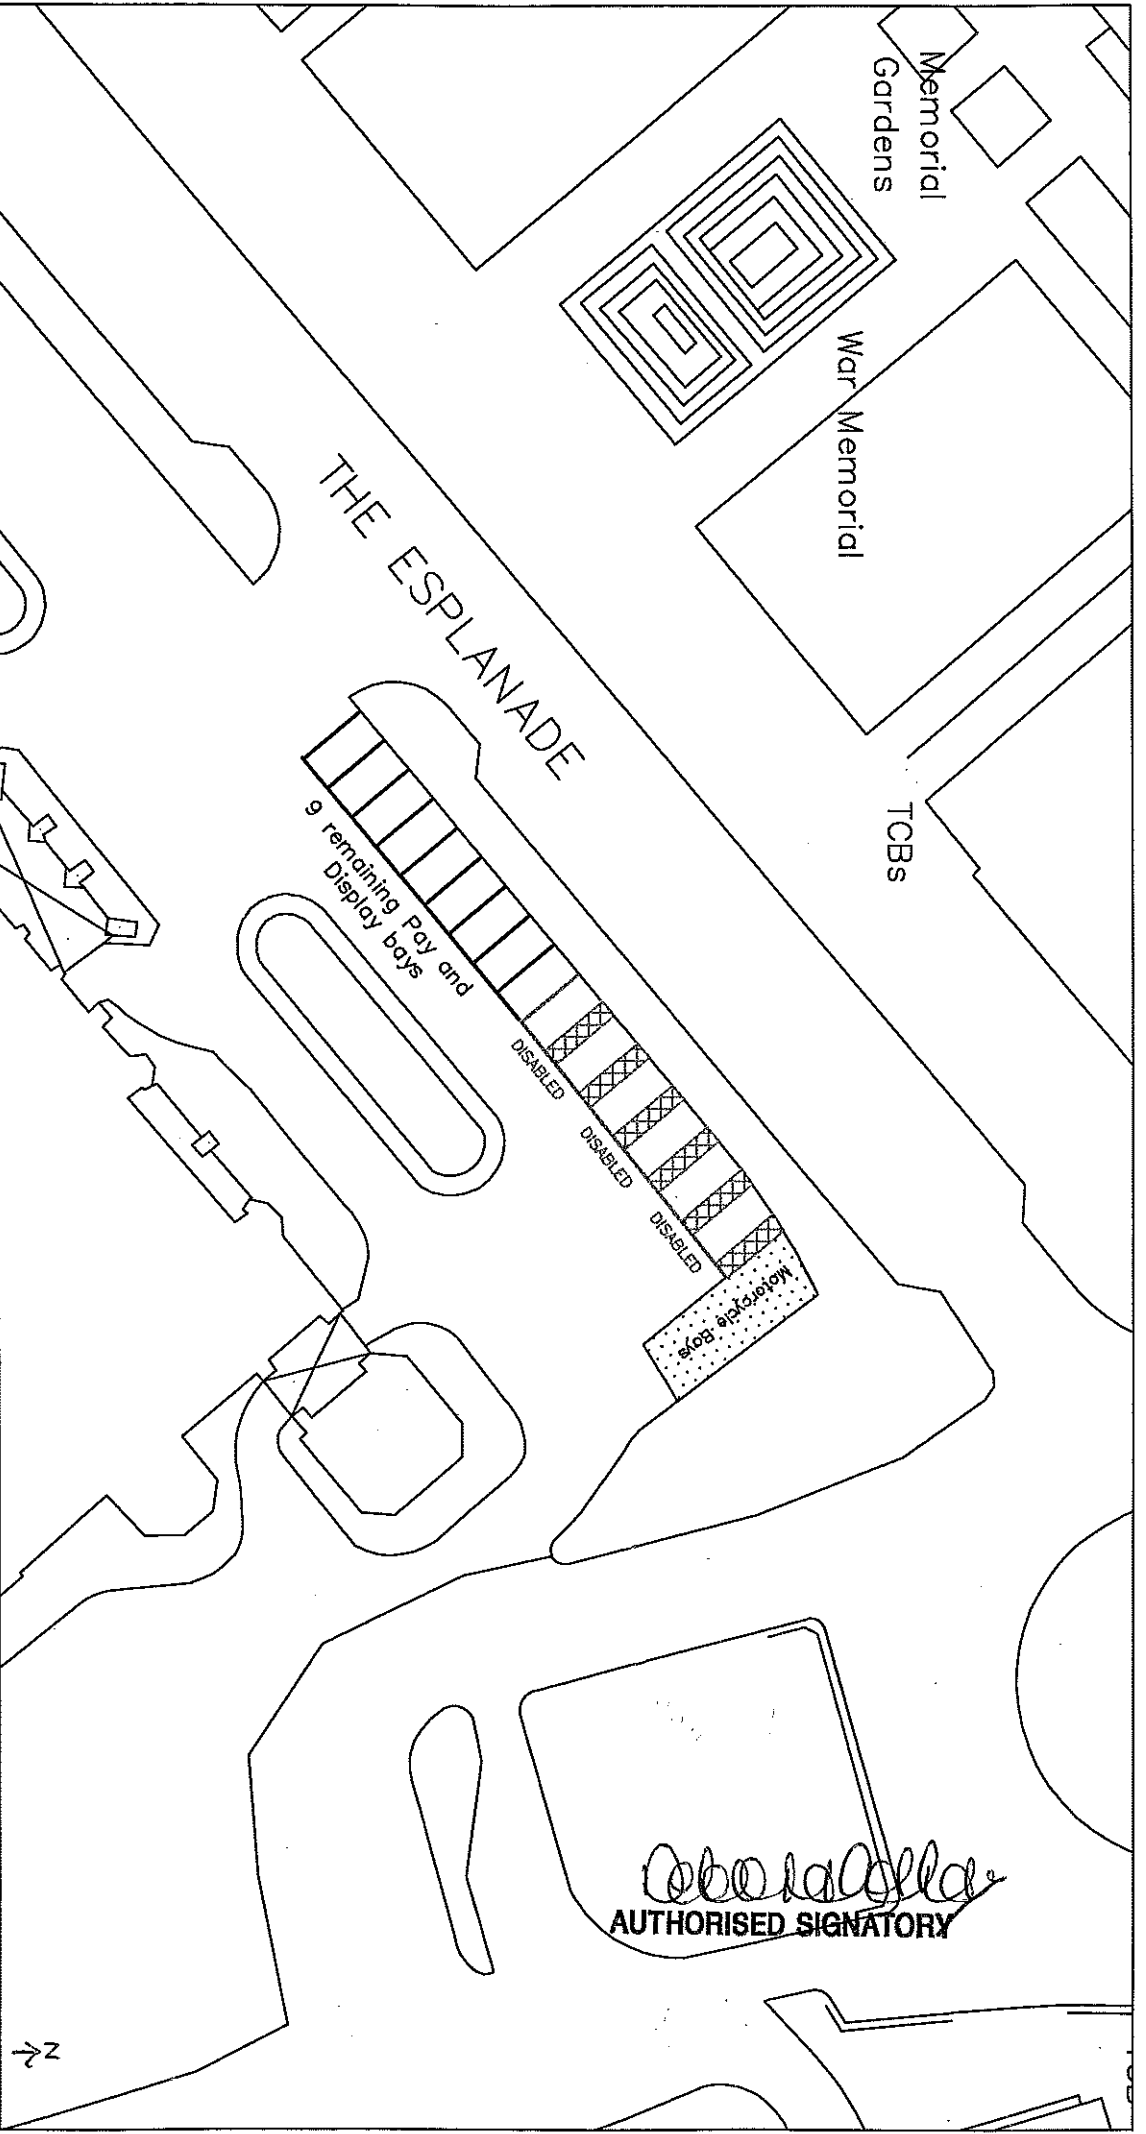 Memorial
Gardens
War Memorial
THE ESPLANADE
TCBs
9 remaining Pay and
Display bays
DISABLED
DISABLED
DISABLED
Motorcycle Bays
AUTHORISED SIGNATORY
Z